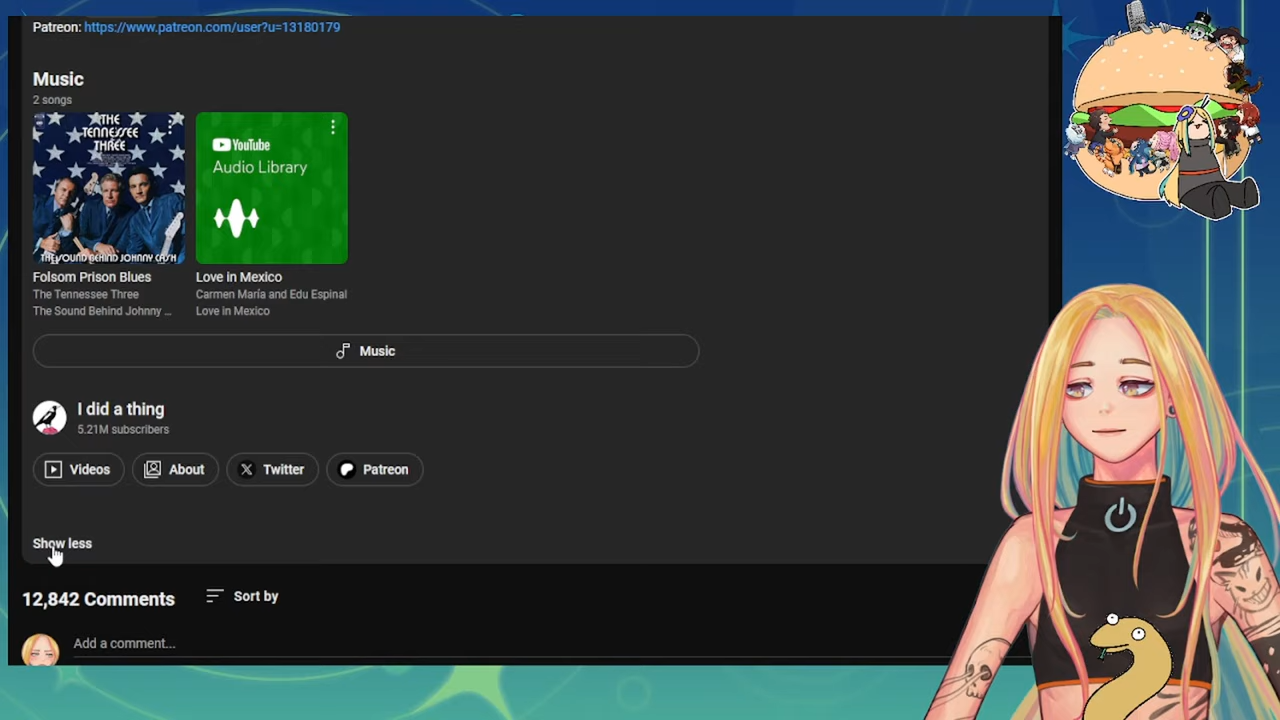 Patreon: https://www.patreon.com/user?u=13180179
Music
2 songs
THE
TENNESSEE
THREE
THE SOUND BEHIND JOHNNY CASH
YouTube
Audio Library
Folsom Prison Blues
The Tennessee Three
The Sound Behind Johnny ...
Love in Mexico
Carmen María and Edu Espinal
Love in Mexico
Music
I did a thing
5.21M subscribers
Videos
About
Twitter
Patreon
Show less
12,842 Comments
Sort by
Add a comment...